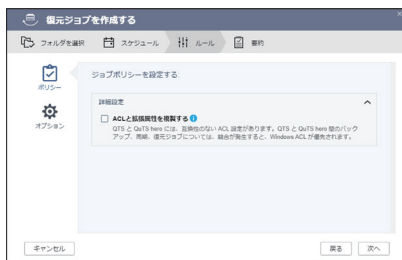 復元ジョブを作成する
フォルダを選択 スケジュール ルール 要約
ポリシー
オプション
ジョブポリシーを設定する:
詳細設定
ACLと拡張属性を複製する
QTS と QuTS hero には、互換性のない ACL 設定があります。QTS と QuTS hero 間のバック
アップ、同期、復元ジョブについては、競合が発生すると、Windows ACL が優先されます。
キャンセル 戻る 次へ